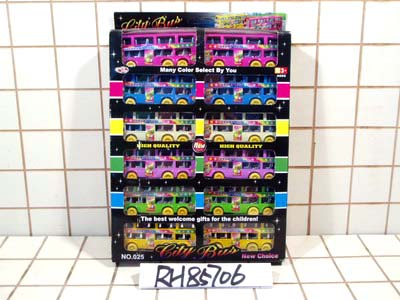 City Bus
Many Color Select By You
HIGH QUALITY
New
HIGH QUALITY
The best welcome gifts for the children!
City Bus
NO.025
New Choice
RH85706